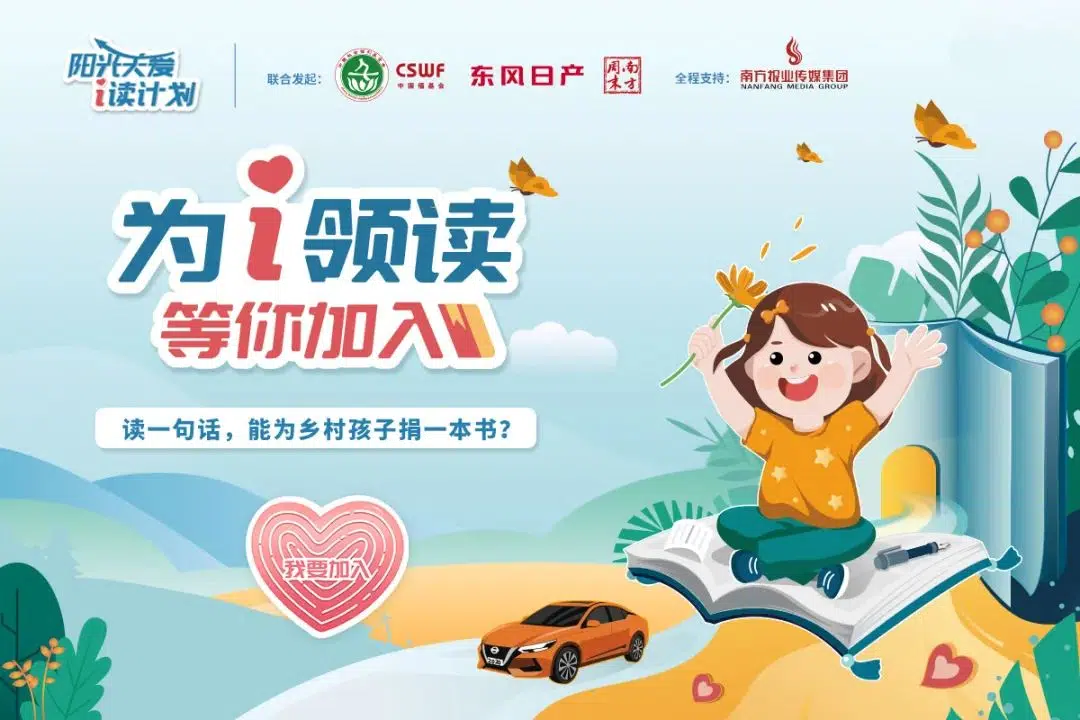 阳光关爱
i读计划
联合发起：
CSWF
中国福基会
东风日产
南方周末
全程支持：
南方报业传媒集团
NANFANG MEDIA GROUP
为i领读
等你加入
读一句话，能为乡村孩子捐一本书？
我要加入